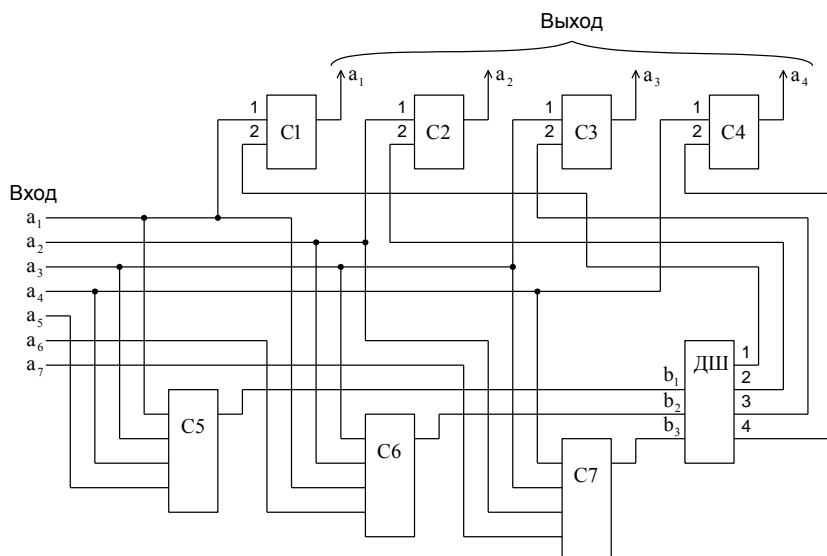 Выход
a₁ a₂ a₃ a₄
1 1 1 1
C1 C2 C3 C4
2 2 2 2
Вход
a₁
a₂
a₃
a₄
a₅
a₆
a₇
ДШ 1
b₁ 2
b₂ 3
b₃ 4
C5
C6
C7